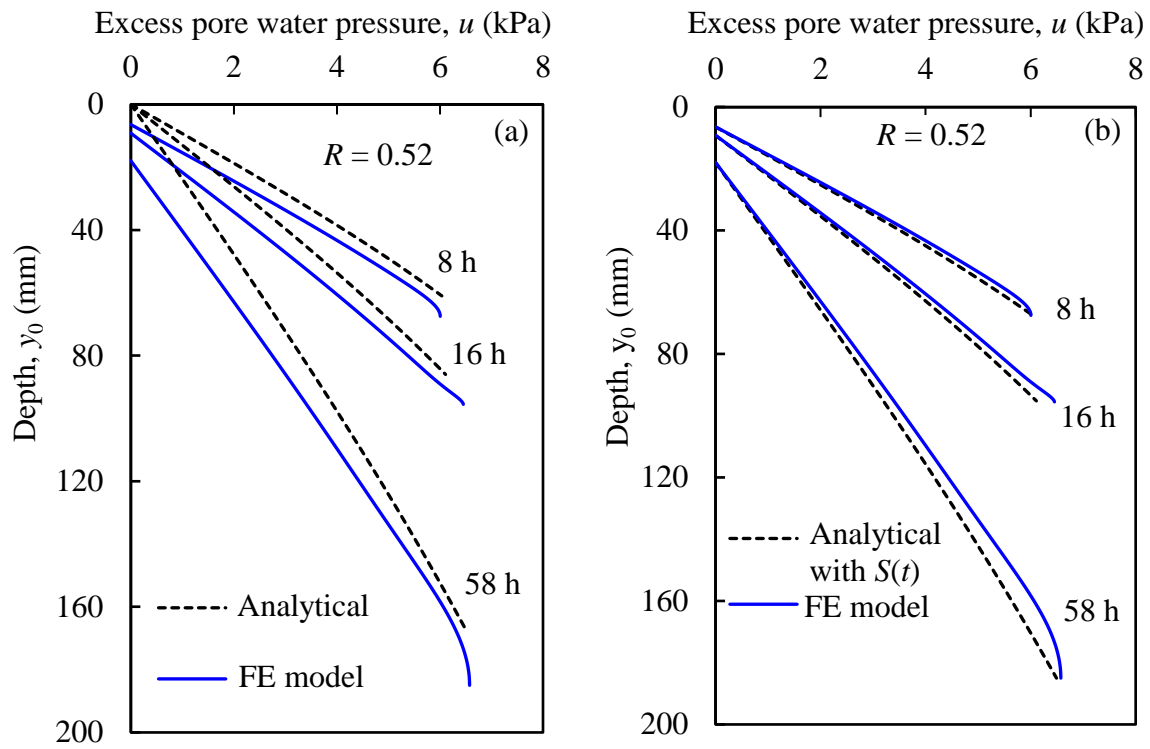 Excess pore water pressure, u (kPa)
0 2 4 6 8
0
40
80
120
160
200
Depth, y0 (mm)
(a)
R = 0.52
8 h
16 h
58 h
Analytical
FE model
Excess pore water pressure, u (kPa)
0 2 4 6 8
0
40
80
120
160
200
Depth, y0 (mm)
(b)
R = 0.52
8 h
16 h
58 h
Analytical
with S(t)
FE model